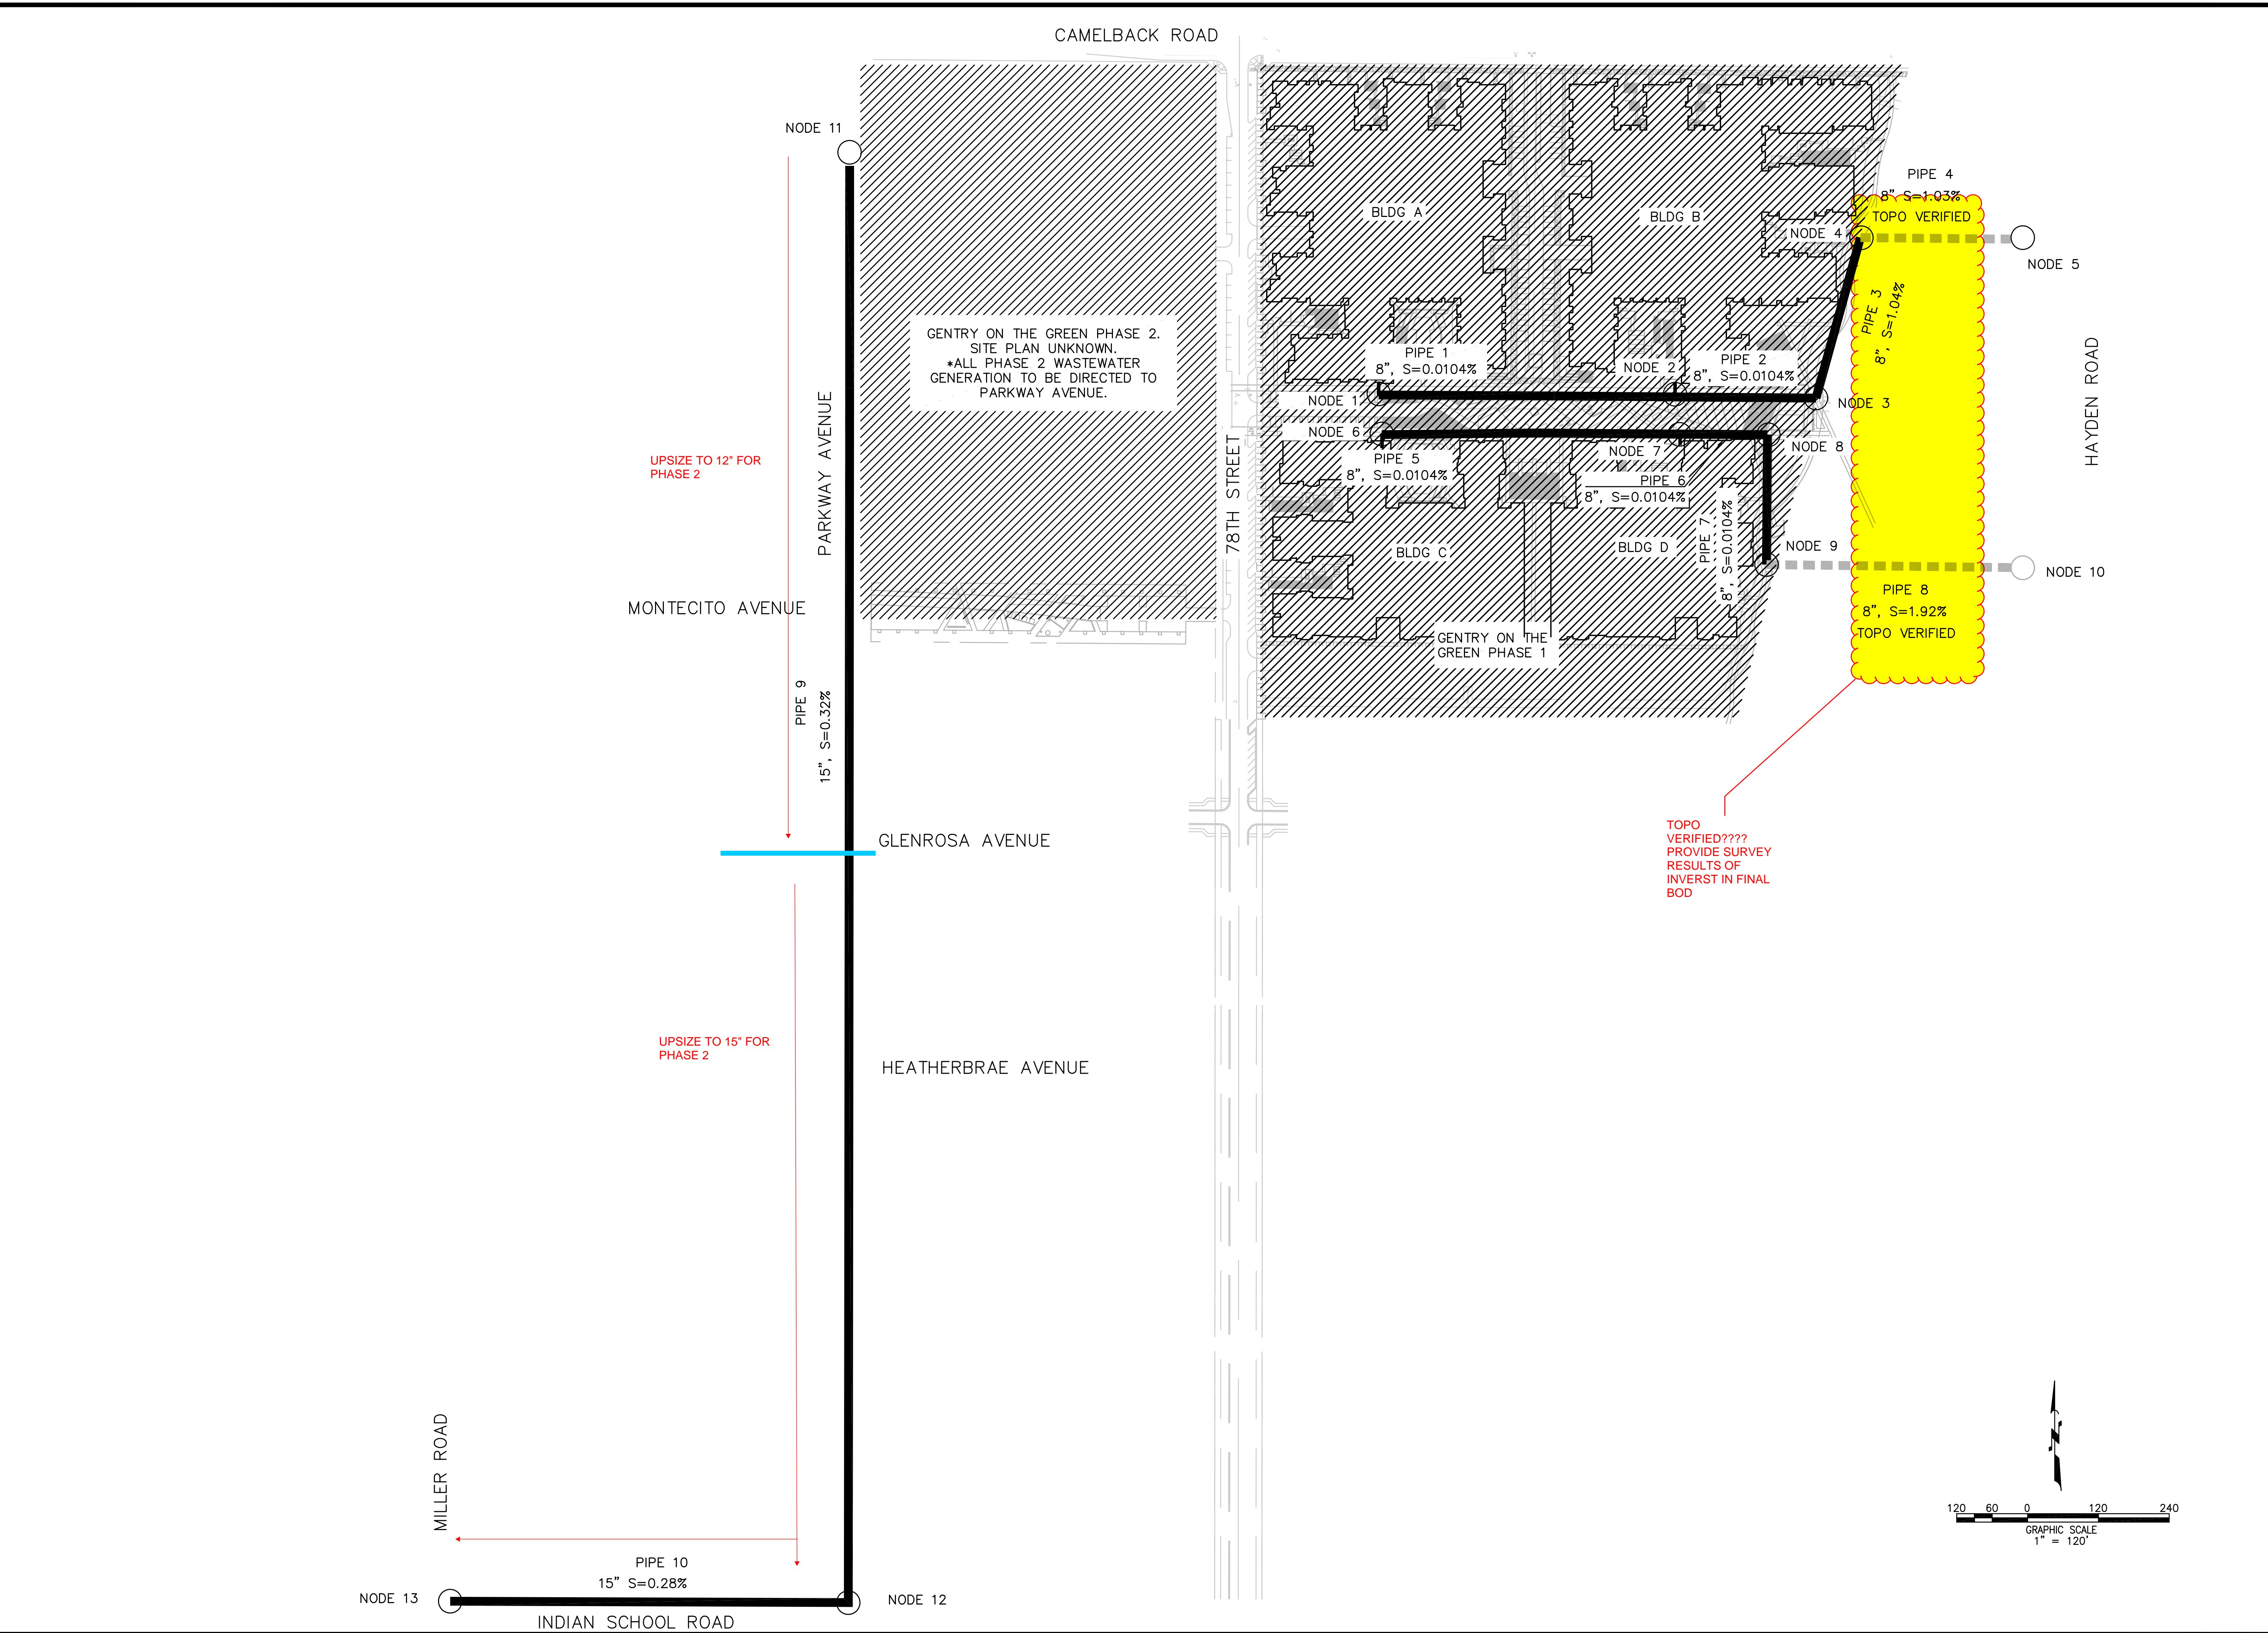 CAMELBACK ROAD
NODE 11
PIPE 4
8” S=1.03%
TOPO VERIFIED
BLDG A
BLDG B
NODE 4
NODE 5
PIPE 3
8”, S=1.04%
GENTRY ON THE GREEN PHASE 2.
SITE PLAN UNKNOWN.
*ALL PHASE 2 WASTEWATER
GENERATION TO BE DIRECTED TO
PARKWAY AVENUE.
PIPE 1
8”, S=0.0104%
NODE 2
PIPE 2
8”, S=0.0104%
NODE 1
NODE 3
HAYDEN ROAD
PARKWAY AVENUE
78TH STREET
NODE 6
NODE 7
NODE 8
UPSIZE TO 12" FOR
PHASE 2
PIPE 5
8”, S=0.0104%
PIPE 6
8”, S=0.0104%
PIPE 7
8”, S=0.0104%
BLDG C
BLDG D
NODE 9
NODE 10
PIPE 8
8”, S=1.92%
TOPO VERIFIED
MONTECITO AVENUE
GENTRY ON THE
GREEN PHASE 1
PIPE 9
15”, S=0.32%
GLENROSA AVENUE
TOPO
VERIFIED????
PROVIDE SURVEY
RESULTS OF
INVERST IN FINAL
BOD
UPSIZE TO 15" FOR
PHASE 2
HEATHERBRAE AVENUE
MILLER ROAD
PIPE 10
15” S=0.28%
NODE 13
NODE 12
INDIAN SCHOOL ROAD
N
120 60 0 120 240
GRAPHIC SCALE
1” = 120'